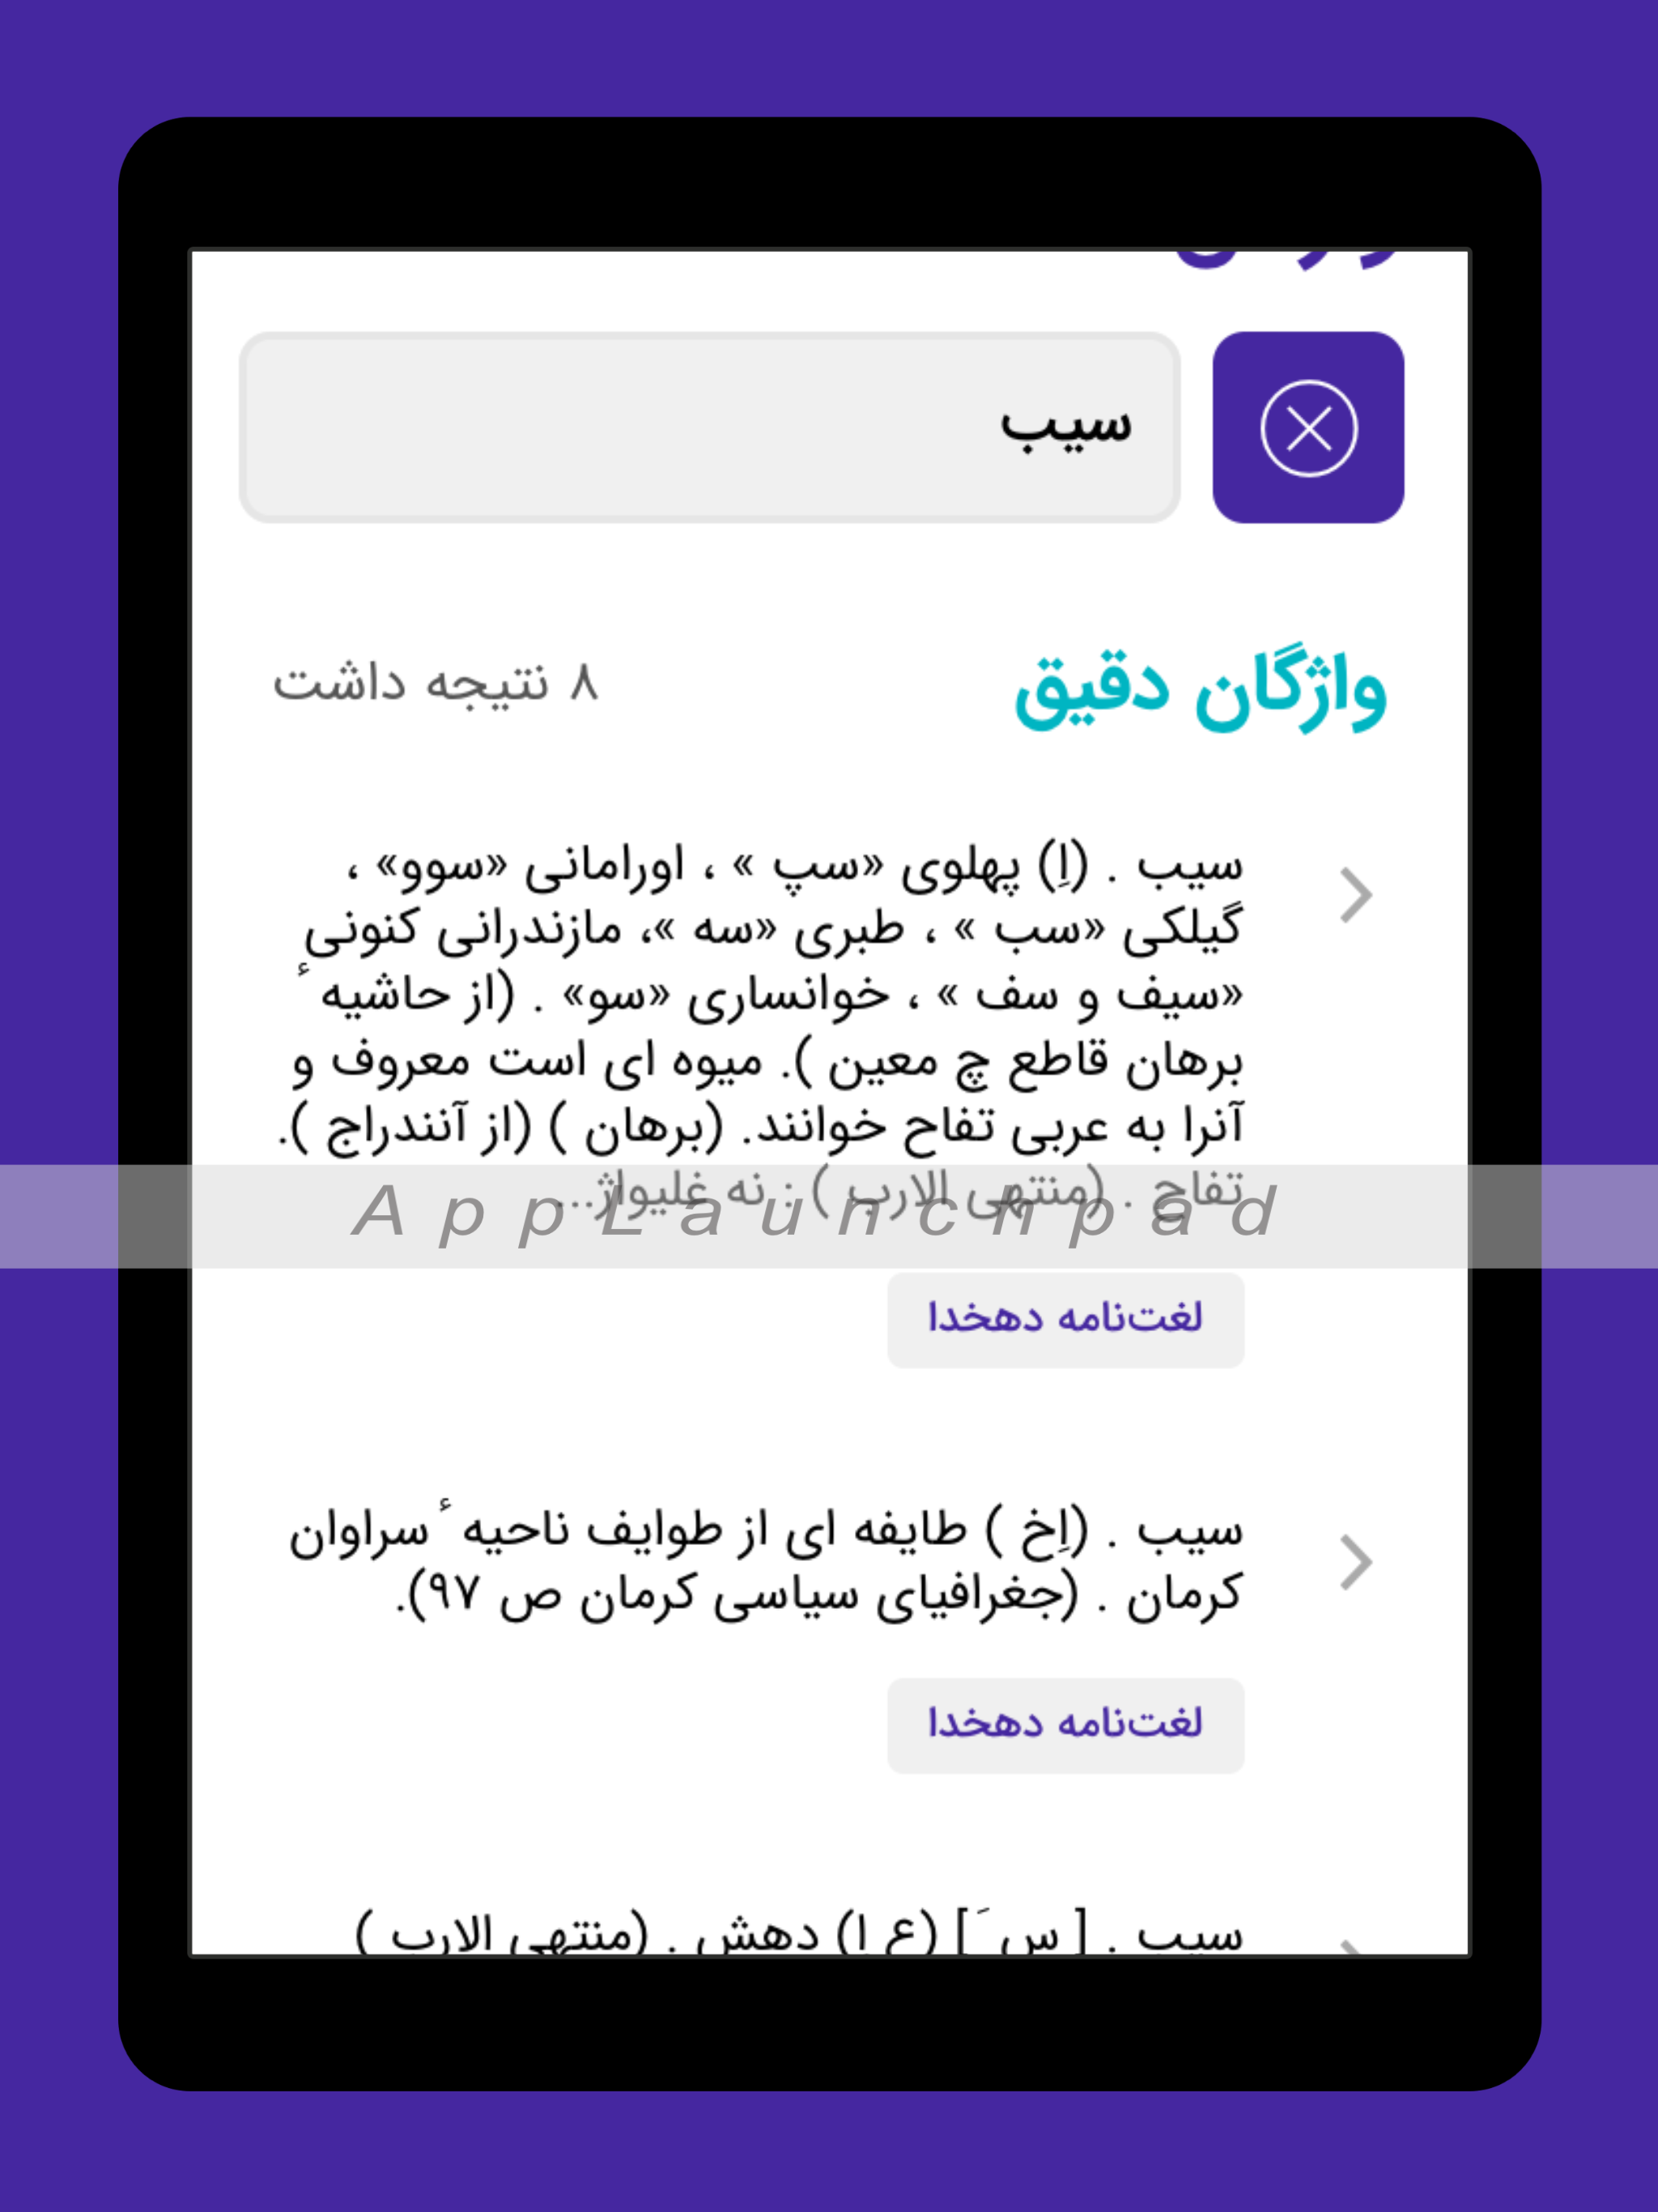 سیب
واژگان دقیق
۸ نتیجه داشت
سیب . (اِ) پهلوی «سپ » ، اورامانی «سوو» ،
گیلکی «سب » ، طبری «سه »، مازندرانی کنونی
«سیف و سف » ، خوانساری «سو» . (از حاشیه ٔ
برهان قاطع چ معین ). میوه ای است معروف و
آنرا به عربی تفاح خوانند. (برهان ) (از آنندراج ).
تفاح . (منتهی الارب ) : نه غلیواژ...
AppLaunchpad
لغت‌نامه دهخدا
سیب . (اِخ ) طایفه ای از طوایف ناحیه ٔ سراوان
کرمان . (جغرافیای سیاسی کرمان ص ۹۷).
لغت‌نامه دهخدا
سیب . [ س َ ] (ع اِ) دهش . (منتهی الارب )